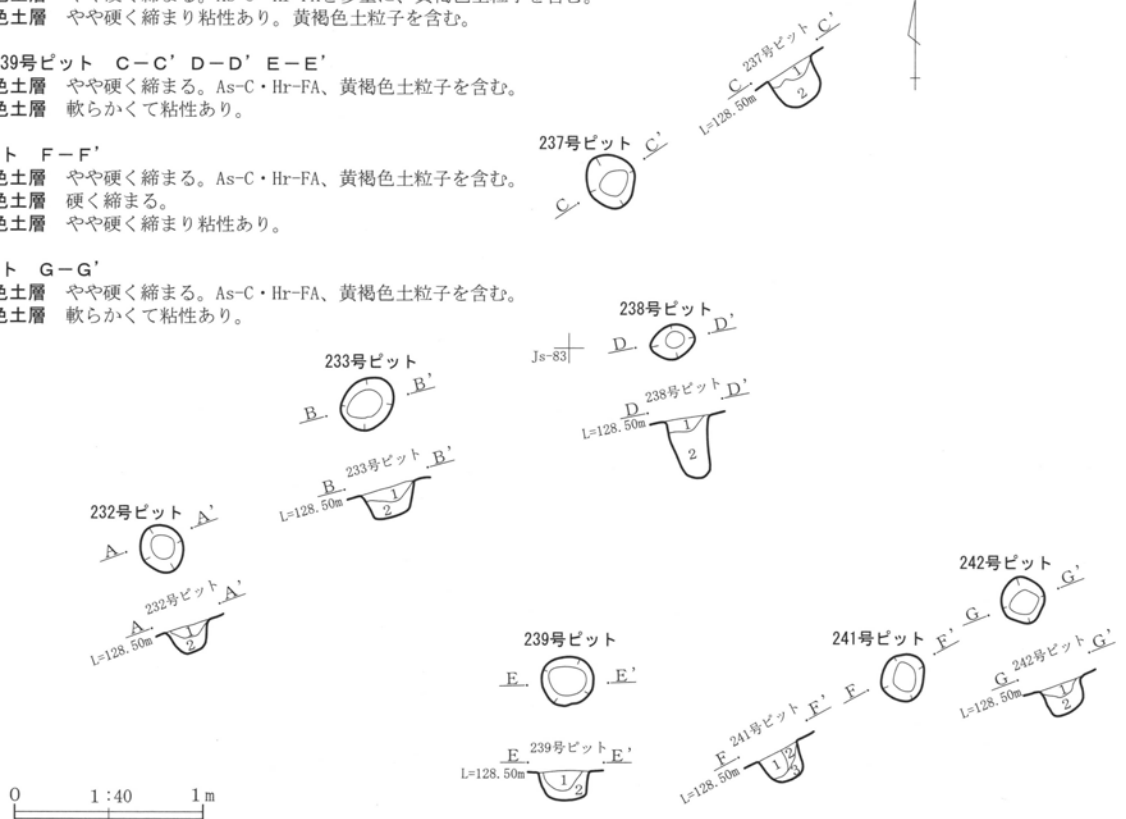 色土層　やや硬く締まり粘性あり。黄褐色土粒子を含む。
39号ピット　C－C'　D－D'　E－E'
色土層　やや硬く締まる。As-C・Hr-FA、黄褐色土粒子を含む。
色土層　軟らかくて粘性あり。
ト　F－F'
色土層　やや硬く締まる。As-C・Hr-FA、黄褐色土粒子を含む。
色土層　硬く締まる。
色土層　やや硬く締まり粘性あり。
ト　G－G'
色土層　やや硬く締まる。As-C・Hr-FA、黄褐色土粒子を含む。
色土層　軟らかくて粘性あり。
C 237号ピット C'
L=128.50m
1
2
237号ピット
C C'
238号ピット
Js-83
D D'
D 238号ピット D'
L=128.50m
1
2
233号ピット
B B'
B 233号ピット B'
L=128.50m
1
2
232号ピット
A A'
A 232号ピット A'
L=128.50m
1
2
239号ピット
E E'
E 239号ピット E'
L=128.50m
1
2
241号ピット
F F'
F 241号ピット F'
L=128.50m
1 2
3
242号ピット
G G'
G 242号ピット G'
L=128.50m
1
2
0 1:40 1m